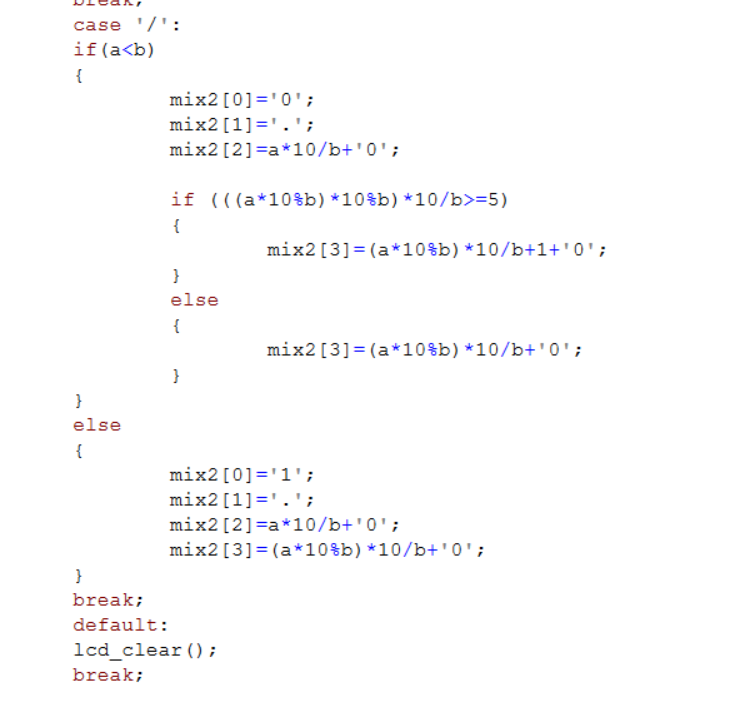 break;
case '/':
if(a<b)
{
mix2[0]='0';
mix2[1]='.';
mix2[2]=a*10/b+'0';
if (((a*10%b)*10%b)*10/b>=5)
{
mix2[3]=(a*10%b)*10/b+1+'0';
}
else
{
mix2[3]=(a*10%b)*10/b+'0';
}
}
else
{
mix2[0]='1';
mix2[1]='.';
mix2[2]=a*10/b+'0';
mix2[3]=(a*10%b)*10/b+'0';
}
break;
default:
lcd_clear();
break;